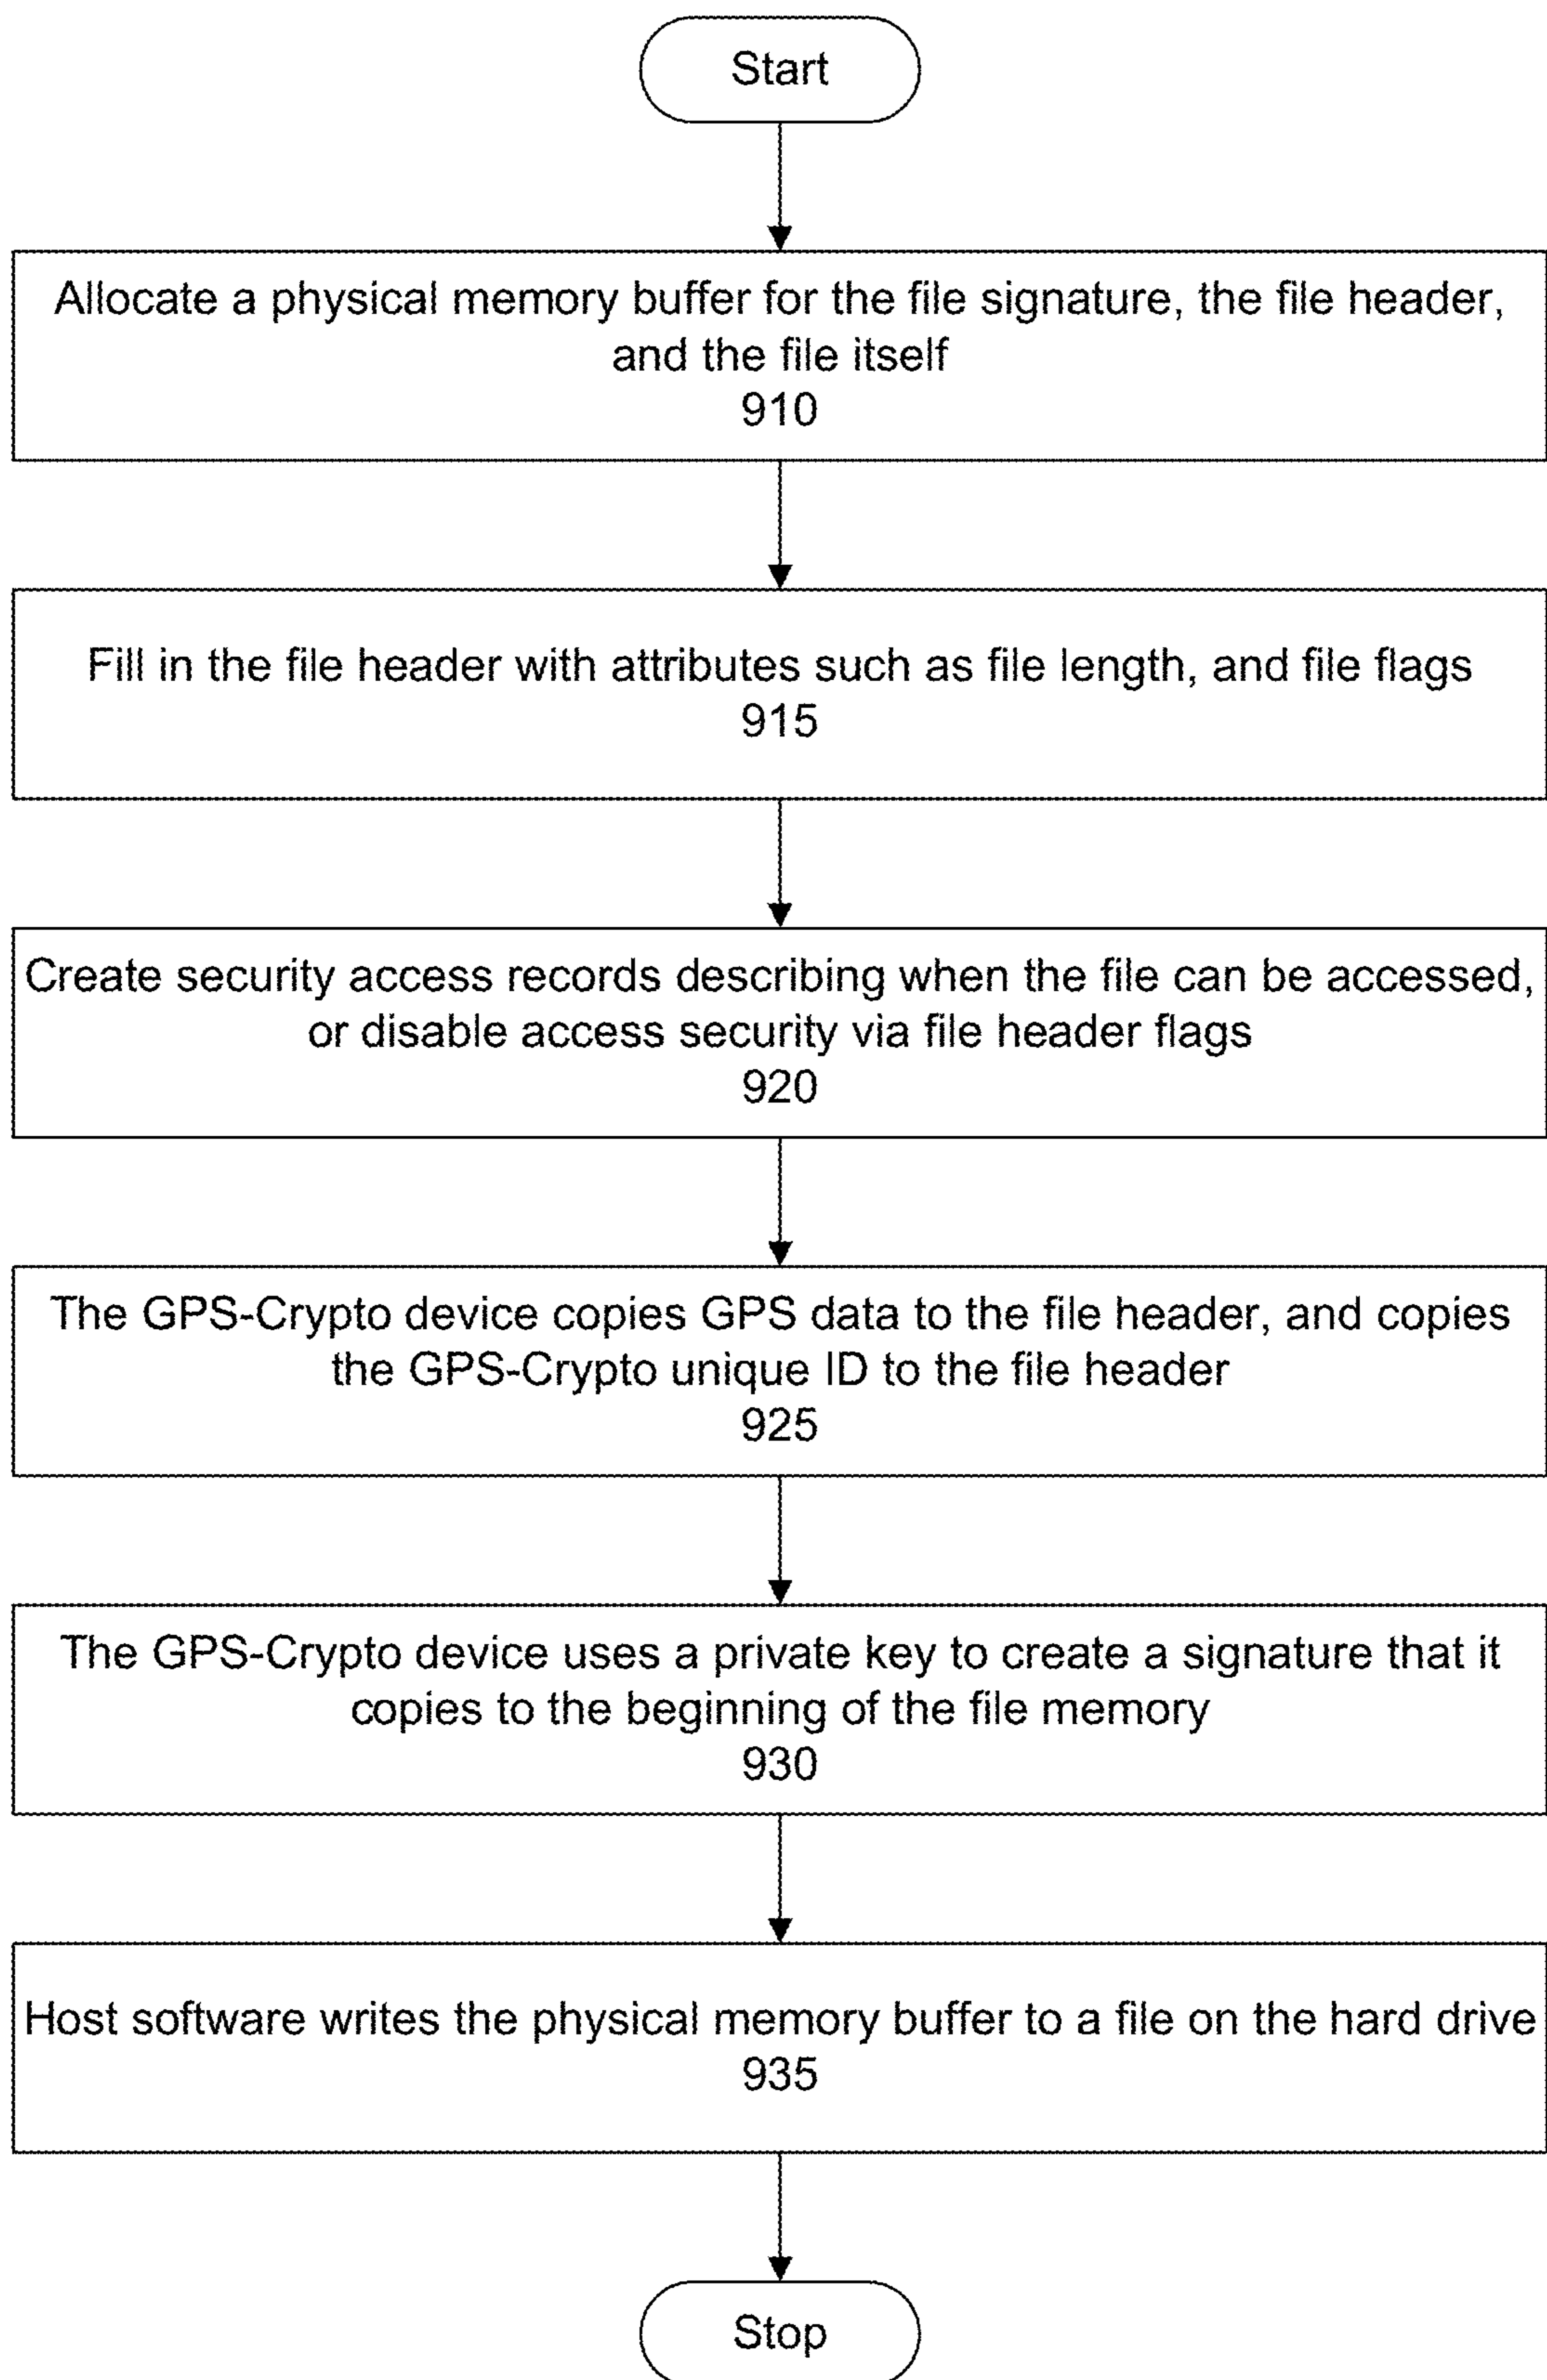 Start
Allocate a physical memory buffer for the file signature, the file header,
and the file itself
910
Fill in the file header with attributes such as file length, and file flags
915
Create security access records describing when the file can be accessed,
or disable access security via file header flags
920
The GPS-Crypto device copies GPS data to the file header, and copies
the GPS-Crypto unique ID to the file header
925
The GPS-Crypto device uses a private key to create a signature that it
copies to the beginning of the file memory
930
Host software writes the physical memory buffer to a file on the hard drive
935
Stop